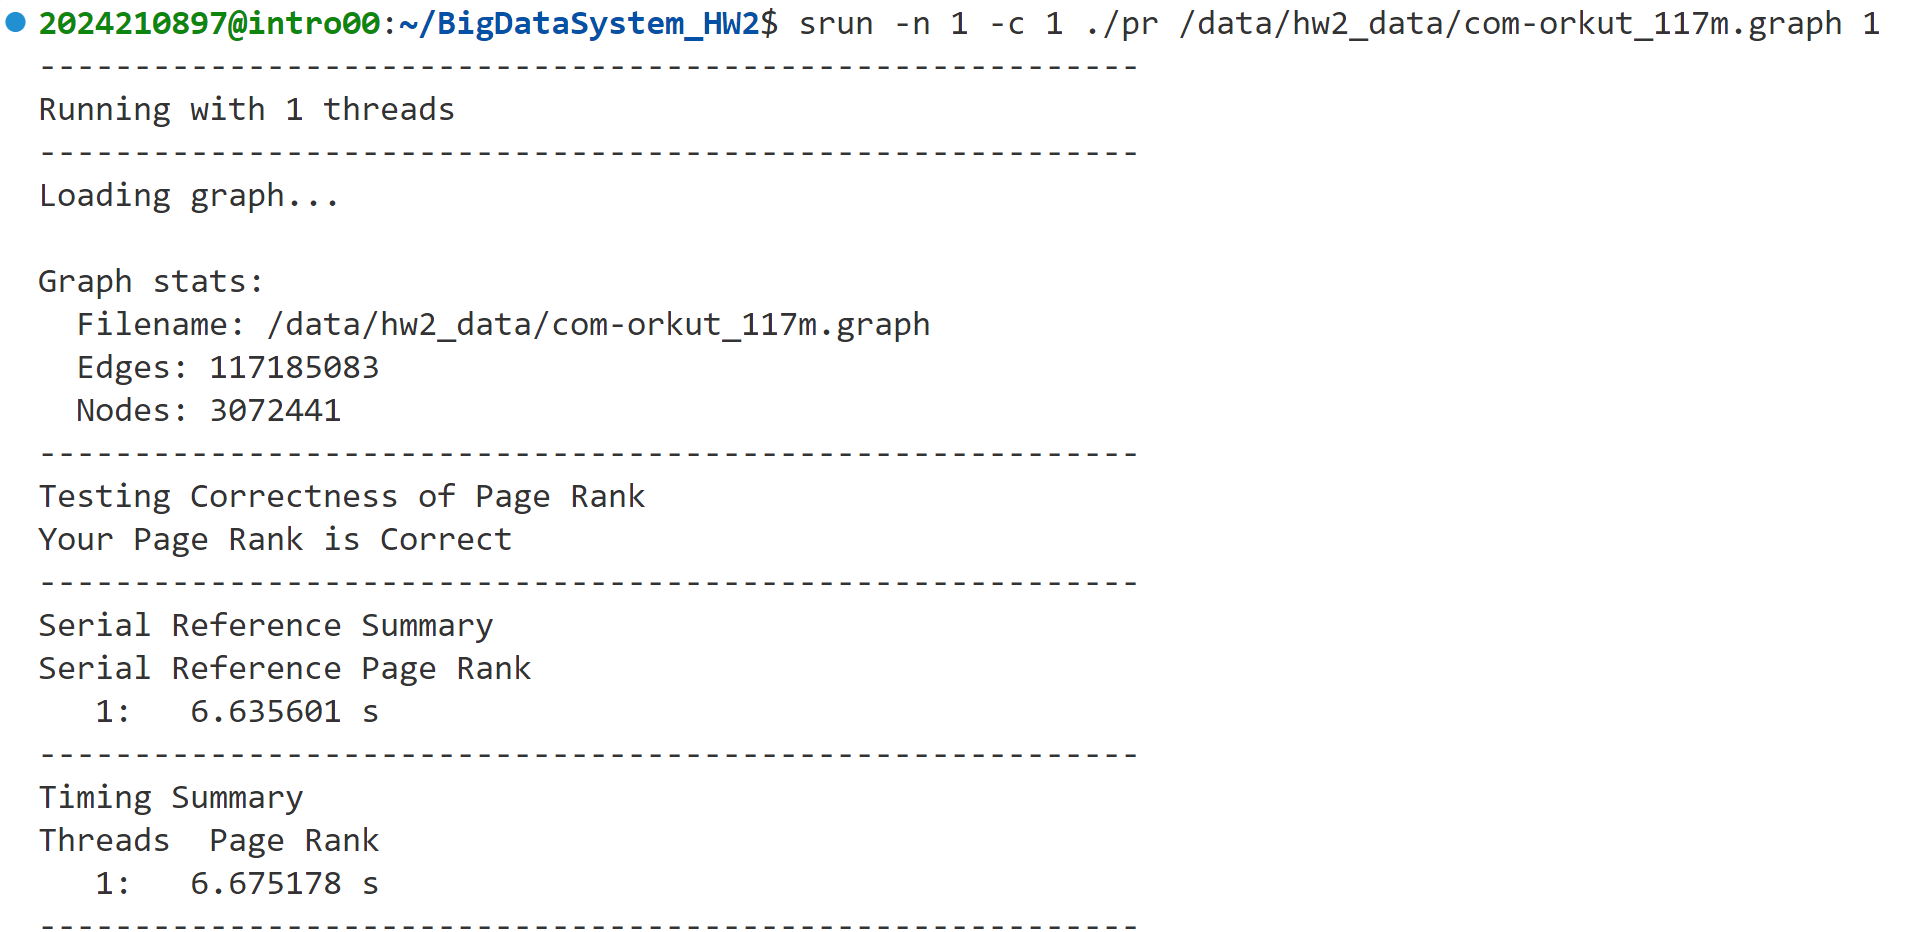 2024210897@intro00:~/BigDataSystem_HW2$ srun -n 1 -c 1 ./pr /data/hw2_data/com-orkut_117m.graph 1
----------------------------------------------------------
Running with 1 threads
----------------------------------------------------------
Loading graph...

Graph stats:
  Filename: /data/hw2_data/com-orkut_117m.graph
  Edges: 117185083
  Nodes: 3072441
----------------------------------------------------------
Testing Correctness of Page Rank
Your Page Rank is Correct
----------------------------------------------------------
Serial Reference Summary
Serial Reference Page Rank
   1:   6.635601 s
----------------------------------------------------------
Timing Summary
Threads  Page Rank
   1:   6.675178 s
----------------------------------------------------------